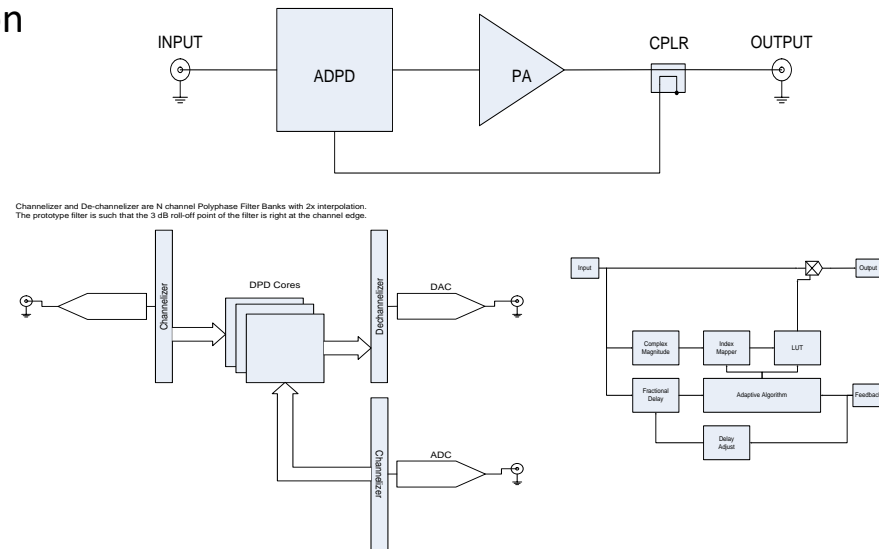 on
INPUT
CPLR
OUTPUT
ADPD
PA
Channelizer and De-channelizer are N channel Polyphase Filter Banks with 2x interpolation.
The prototype filter is such that the 3 dB roll-off point of the filter is right at the channel edge.
Channelizer
DPD Cores
Dechannelizer
DAC
Channelizer
ADC
Input
Output
Complex
Magnitude
Index
Mapper
LUT
Fractional
Delay
Adaptive Algorithm
Feedback
Delay
Adjust